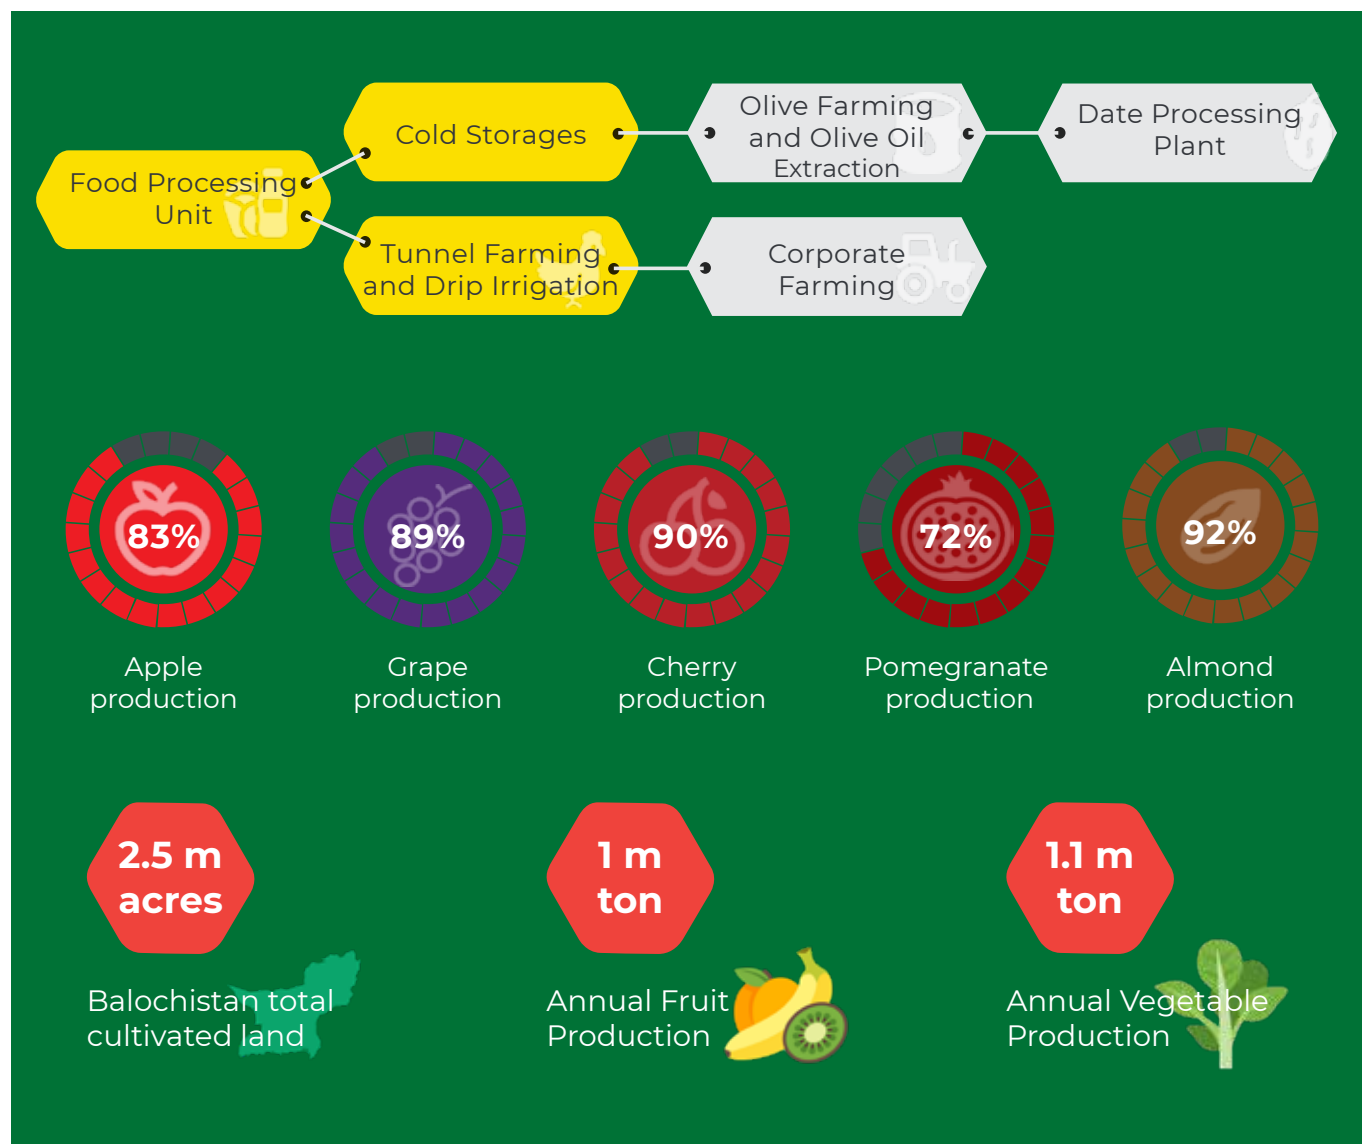 Food Processing
Unit
Cold Storages
Olive Farming
and Olive Oil
Extraction
Date Processing
Plant
Tunnel Farming
and Drip Irrigation
Corporate
Farming
83%
Apple
production
89%
Grape
production
90%
Cherry
production
72%
Pomegranate
production
92%
Almond
production
2.5 m
acres
Balochistan total
cultivated land
1 m
ton
Annual Fruit
Production
1.1 m
ton
Annual Vegetable
Production